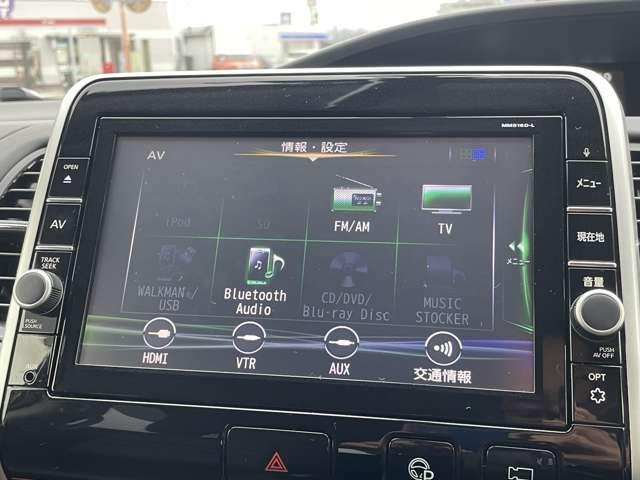 MM516D-L
OPEN
AV
情報・設定
メニュー
iPod
SD
FM/AM
TV
AV
現在地
メニュー
TRACK
SEEK
WALKMAN®/
USB
Bluetooth
Audio
CD/DVD/
Blu-ray Disc
MUSIC
STOCKER
音量
PUSH
SOURCE
HDMI
VTR
AUX
交通情報
PUSH
AV OFF
OPT
P